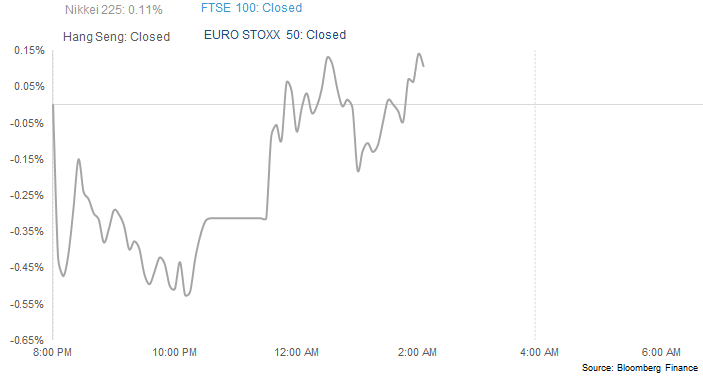 Nikkei 225: 0.11% FTSE 100: Closed
Hang Seng: Closed EURO STOXX 50: Closed
0.15%
0.05%
-0.05%
-0.15%
-0.25%
-0.35%
-0.45%
-0.55%
-0.65%
8:00 PM 10:00 PM 12:00 AM 2:00 AM 4:00 AM 6:00 AM
Source: Bloomberg Finance